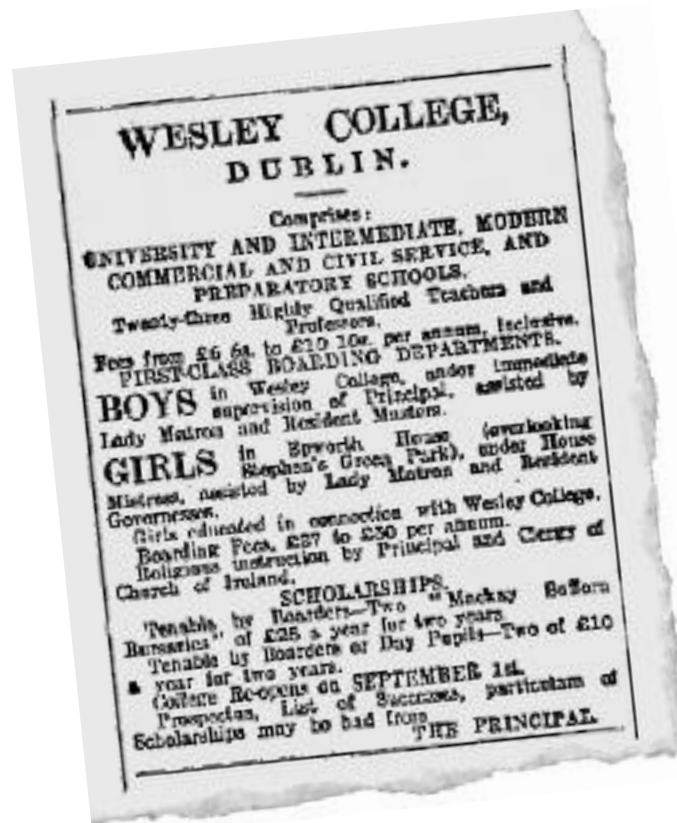 WESLEY COLLEGE,
DUBLIN.
Comprises:
UNIVERSITY AND INTERMEDIATE, MODERN
COMMERCIAL AND CIVIL SERVICE, AND
PREPARATORY SCHOOLS.
Twenty-three Highly Qualified Teachers and
Professors.
Fees from £6 6s. to £10 10s. per annum, inclusive.
FIRST-CLASS BOARDING DEPARTMENTS.
BOYS in Wesley College, under immediate
supervision of Principal, assisted by
Lady Matron and Resident Masters.
GIRLS in Epworth House (overlooking
Stephen's Green Park), under House
Mistress, assisted by Lady Matron and Resident
Governesses.
Girls educated in connection with Wesley College.
Boarding Fees, £27 to £30 per annum.
Religious instruction by Principal and Clergy of
Church of Ireland.
SCHOLARSHIPS.
Tenable by Boarders—Two "Mackay
Bursaries", of £25 a year for two years
Tenable by Boarders or Day Pupils—Two of £10
a year for two years.
College Re-opens on SEPTEMBER 1st.
Prospectus, List of Successes, particulars of
Scholarships may be had from
THE PRINCIPAL.